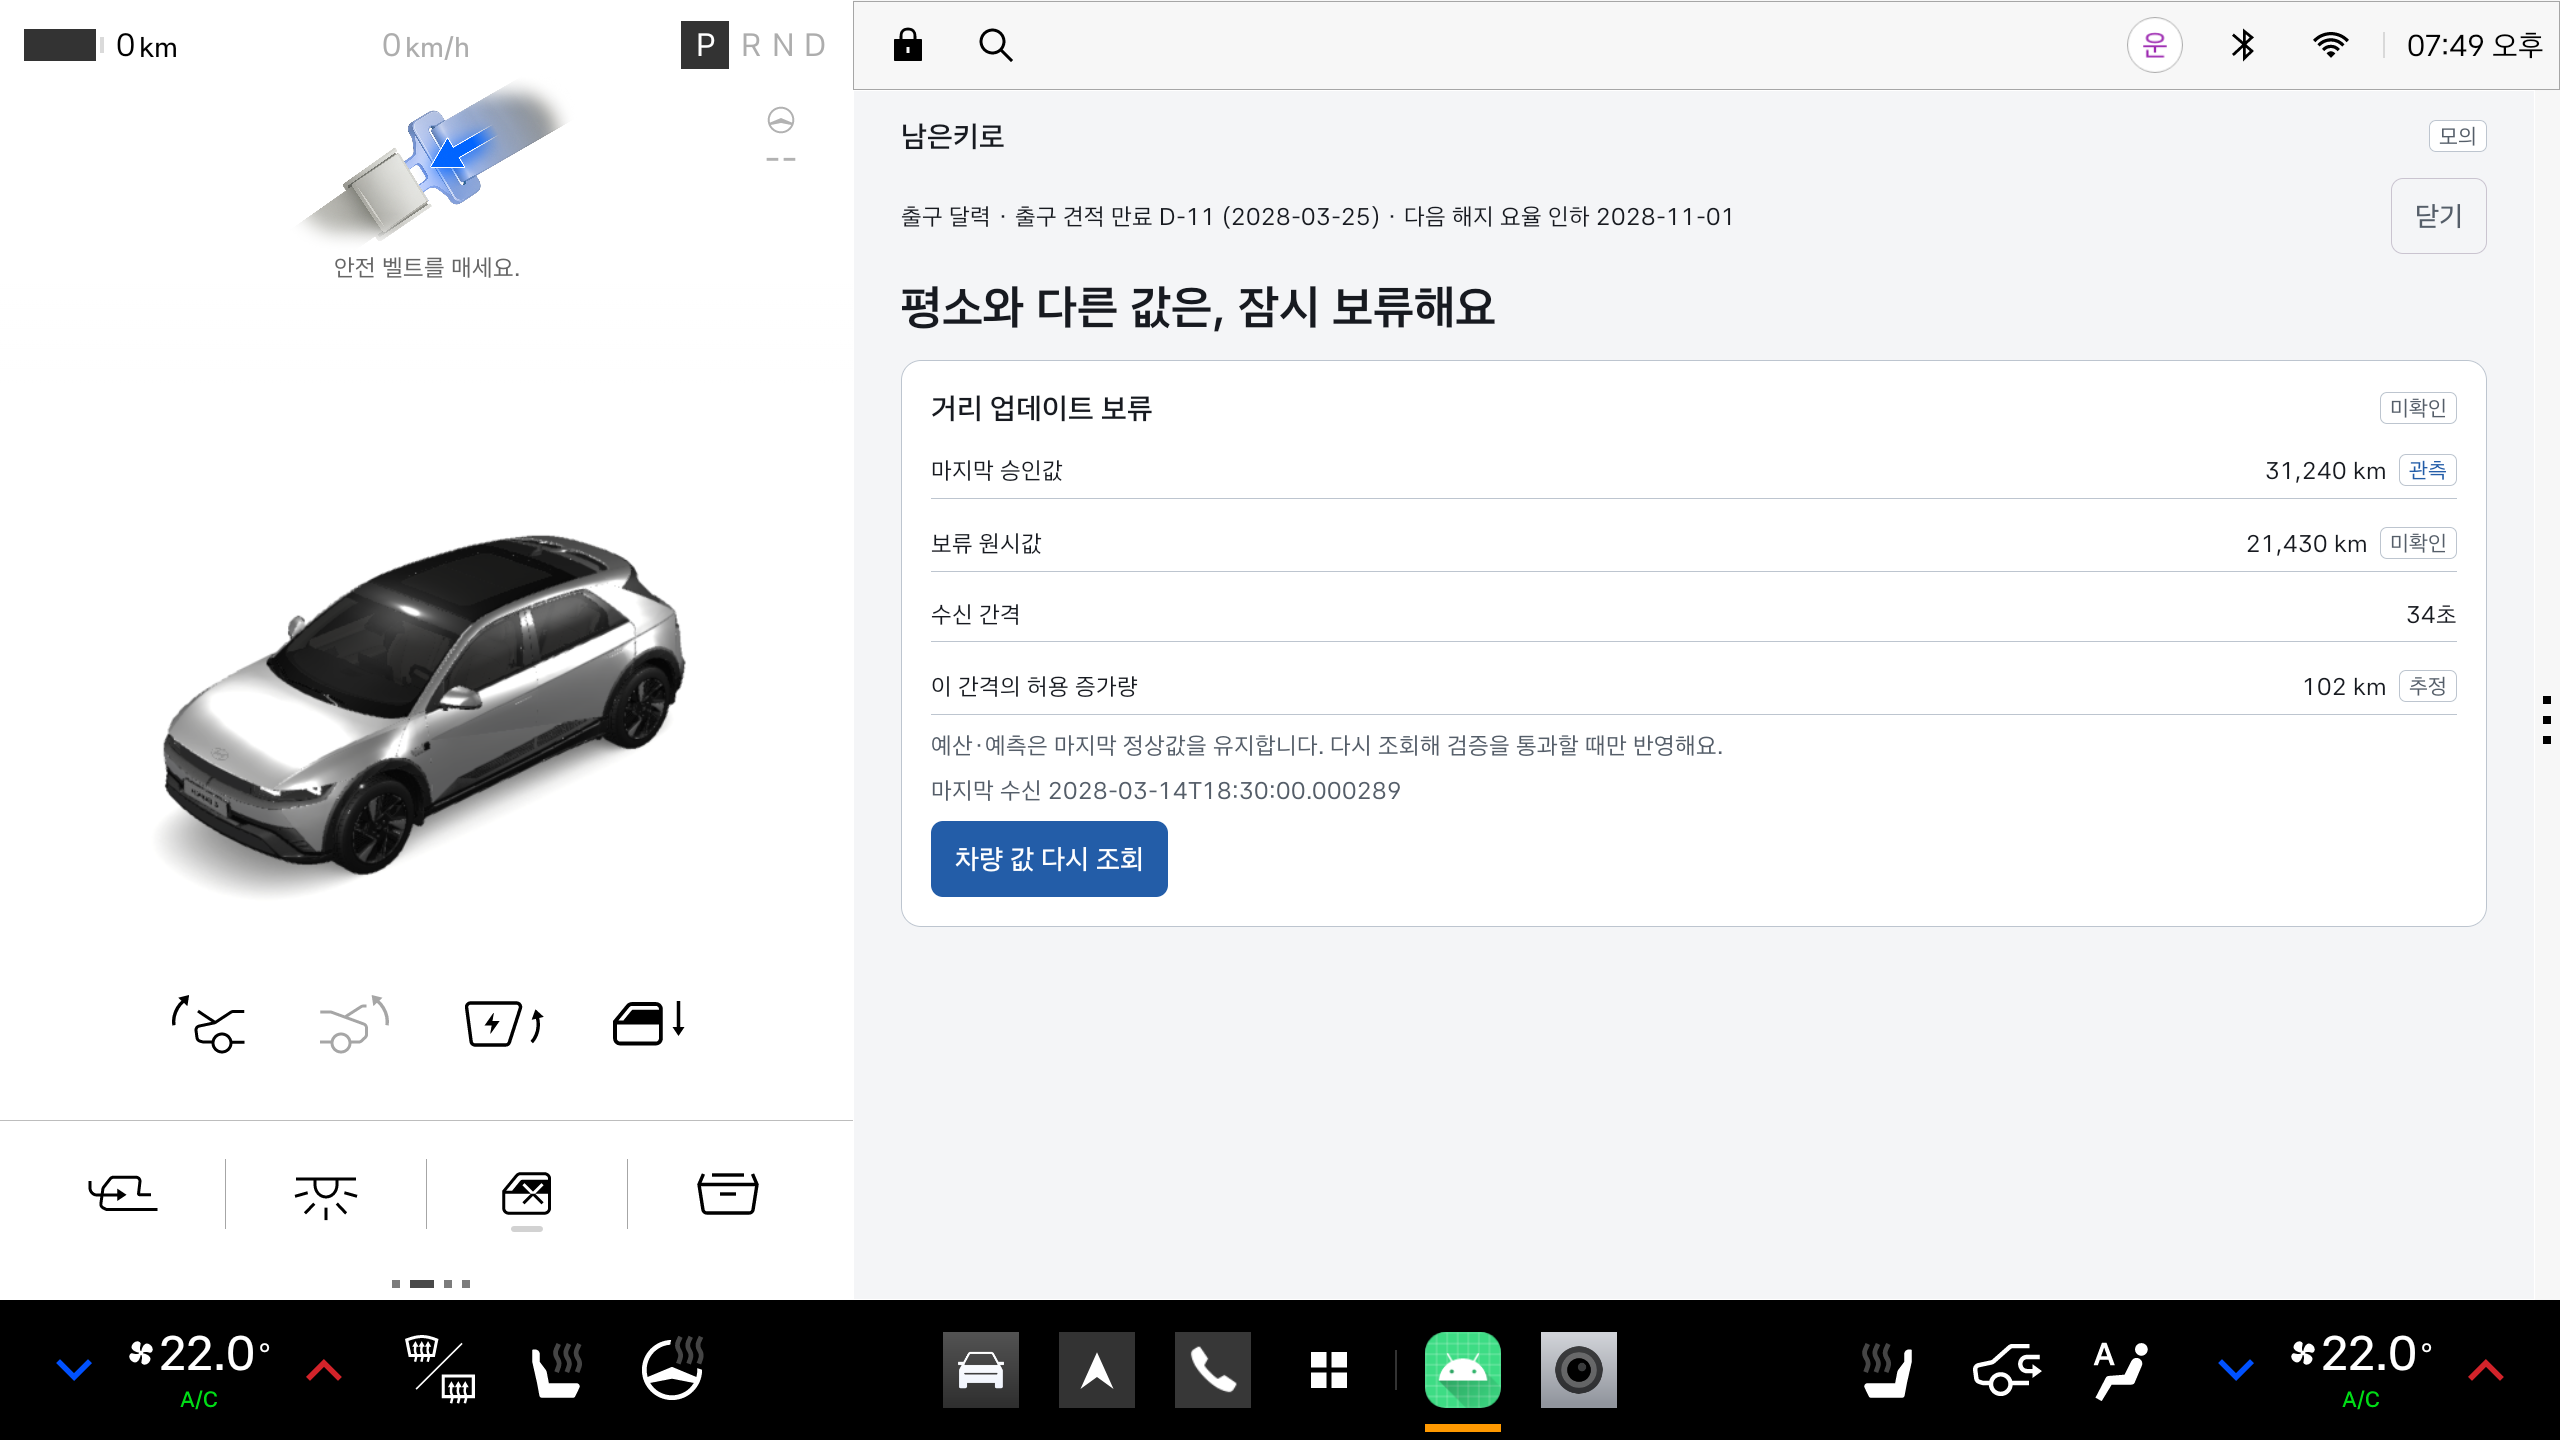 0 km
0 km/h
P R N D
안전 벨트를 매세요.
운
07:49 오후
남은키로
모의
출구 달력 · 출구 견적 만료 D-11 (2028-03-25) · 다음 해지 요율 인하 2028-11-01
닫기
평소와 다른 값은, 잠시 보류해요
거리 업데이트 보류
미확인
마지막 승인값
31,240 km 관측
보류 원시값
21,430 km 미확인
수신 간격
34초
이 간격의 허용 증가량
102 km 추정
예산·예측은 마지막 정상값을 유지합니다. 다시 조회해 검증을 통과할 때만 반영해요.
마지막 수신 2028-03-14T18:30:00.000289
차량 값 다시 조회
22.0°
A/C
A
22.0°
A/C